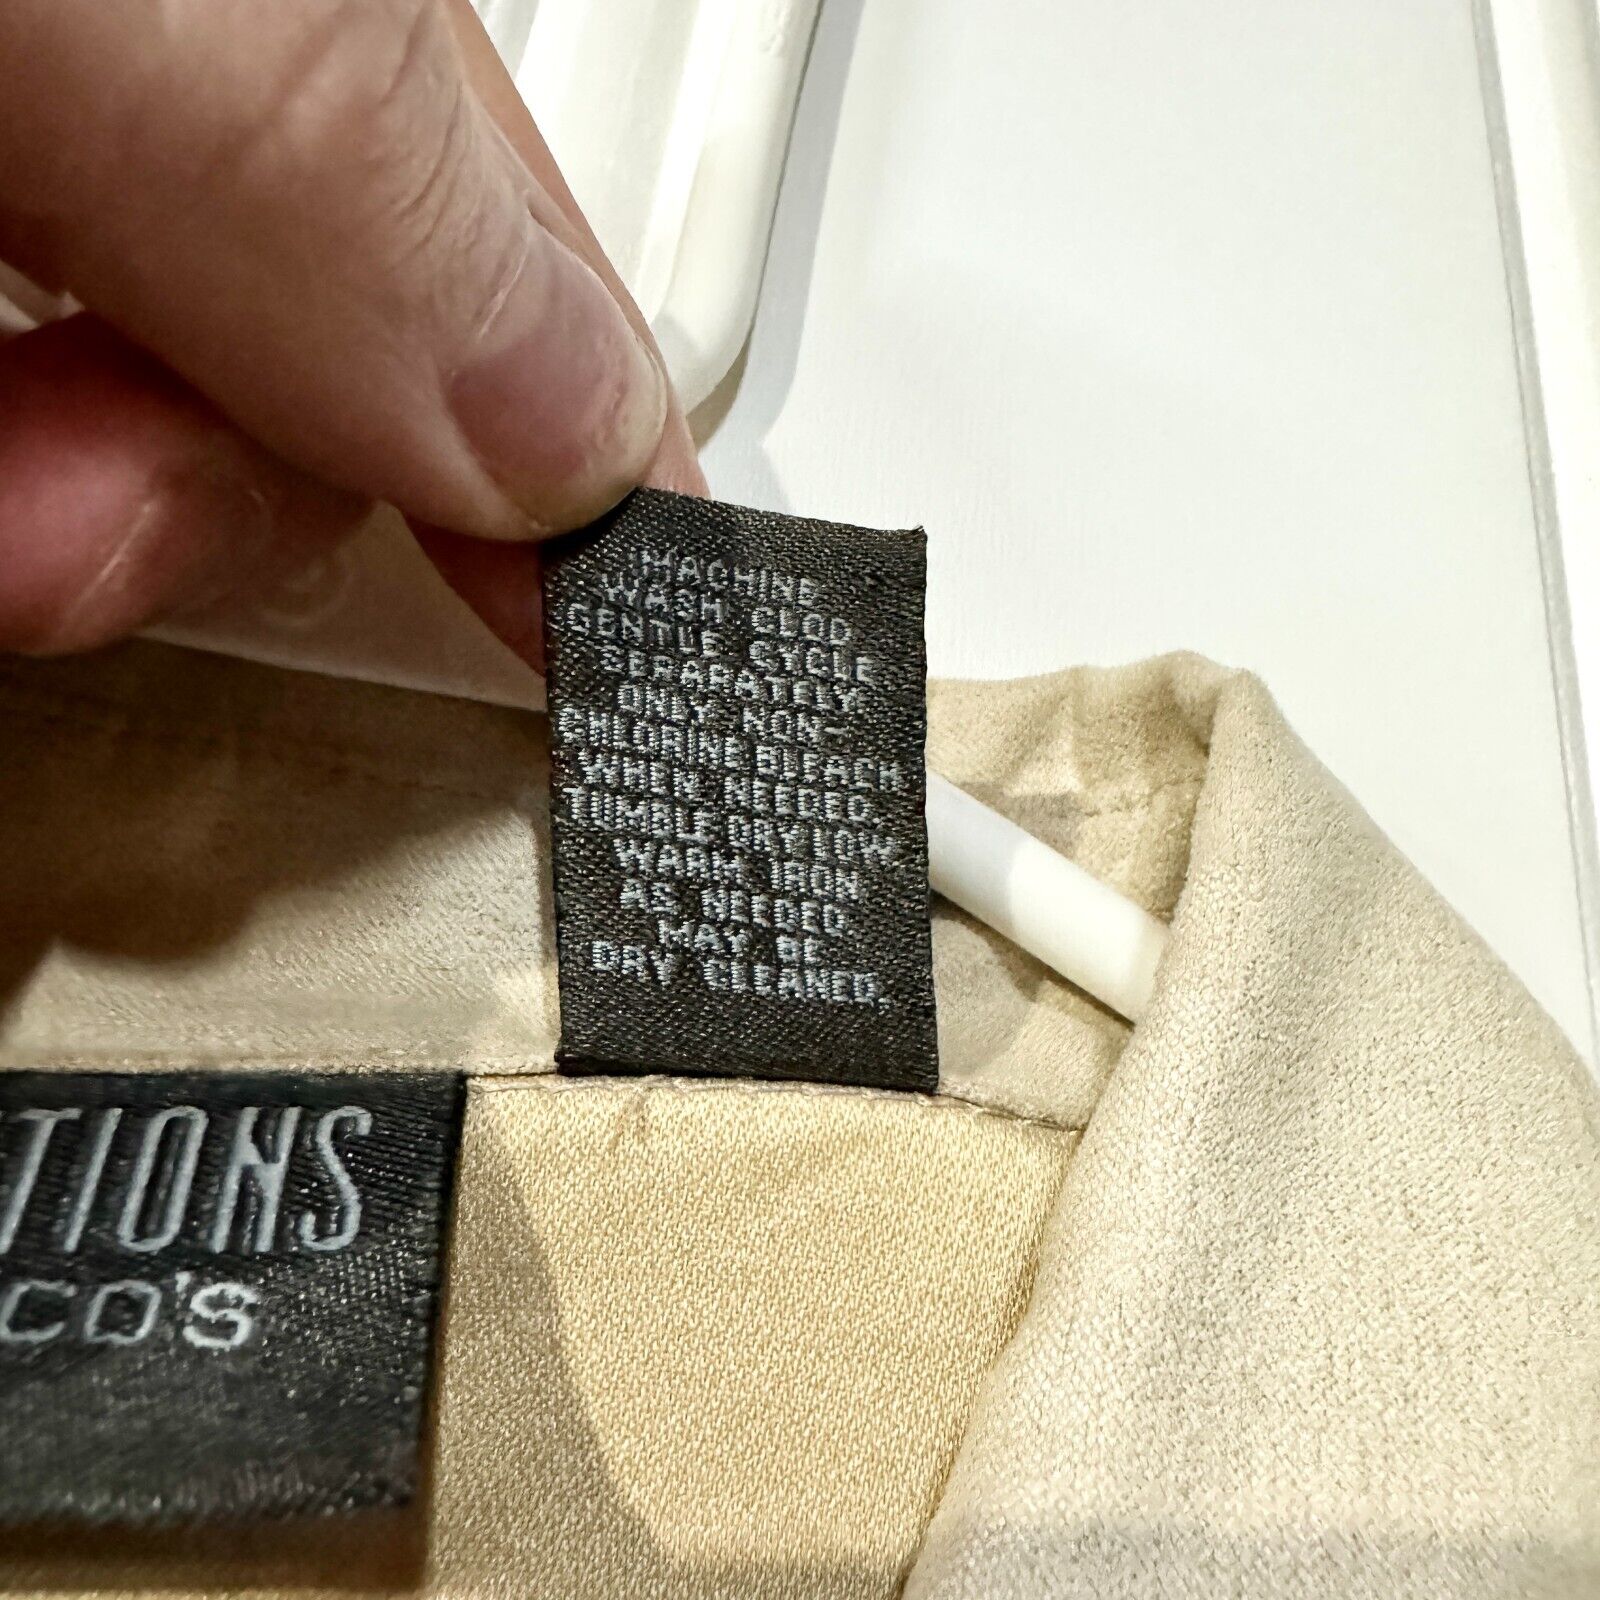 MACHINE
WASH CLOD
GENTLE CYCLE
SEPARATELY
ONLY NON-
CHLORINE BLEACH
WHEN NEEDED.
TUMBLE DRY LOW
WARM IRON
AS NEEDED.
MAY BE
DRY CLEANED.
TIONS
CO'S